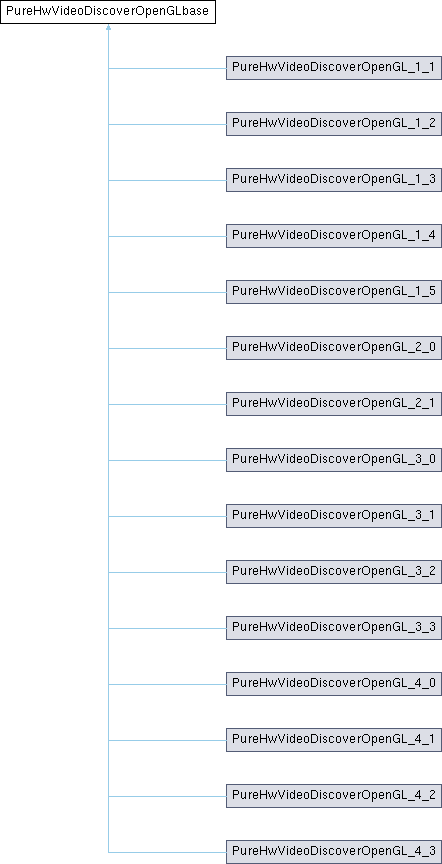 PureHwVideoDiscoverOpenGLbase
PureHwVideoDiscoverOpenGL_1_1
PureHwVideoDiscoverOpenGL_1_2
PureHwVideoDiscoverOpenGL_1_3
PureHwVideoDiscoverOpenGL_1_4
PureHwVideoDiscoverOpenGL_1_5
PureHwVideoDiscoverOpenGL_2_0
PureHwVideoDiscoverOpenGL_2_1
PureHwVideoDiscoverOpenGL_3_0
PureHwVideoDiscoverOpenGL_3_1
PureHwVideoDiscoverOpenGL_3_2
PureHwVideoDiscoverOpenGL_3_3
PureHwVideoDiscoverOpenGL_4_0
PureHwVideoDiscoverOpenGL_4_1
PureHwVideoDiscoverOpenGL_4_2
PureHwVideoDiscoverOpenGL_4_3